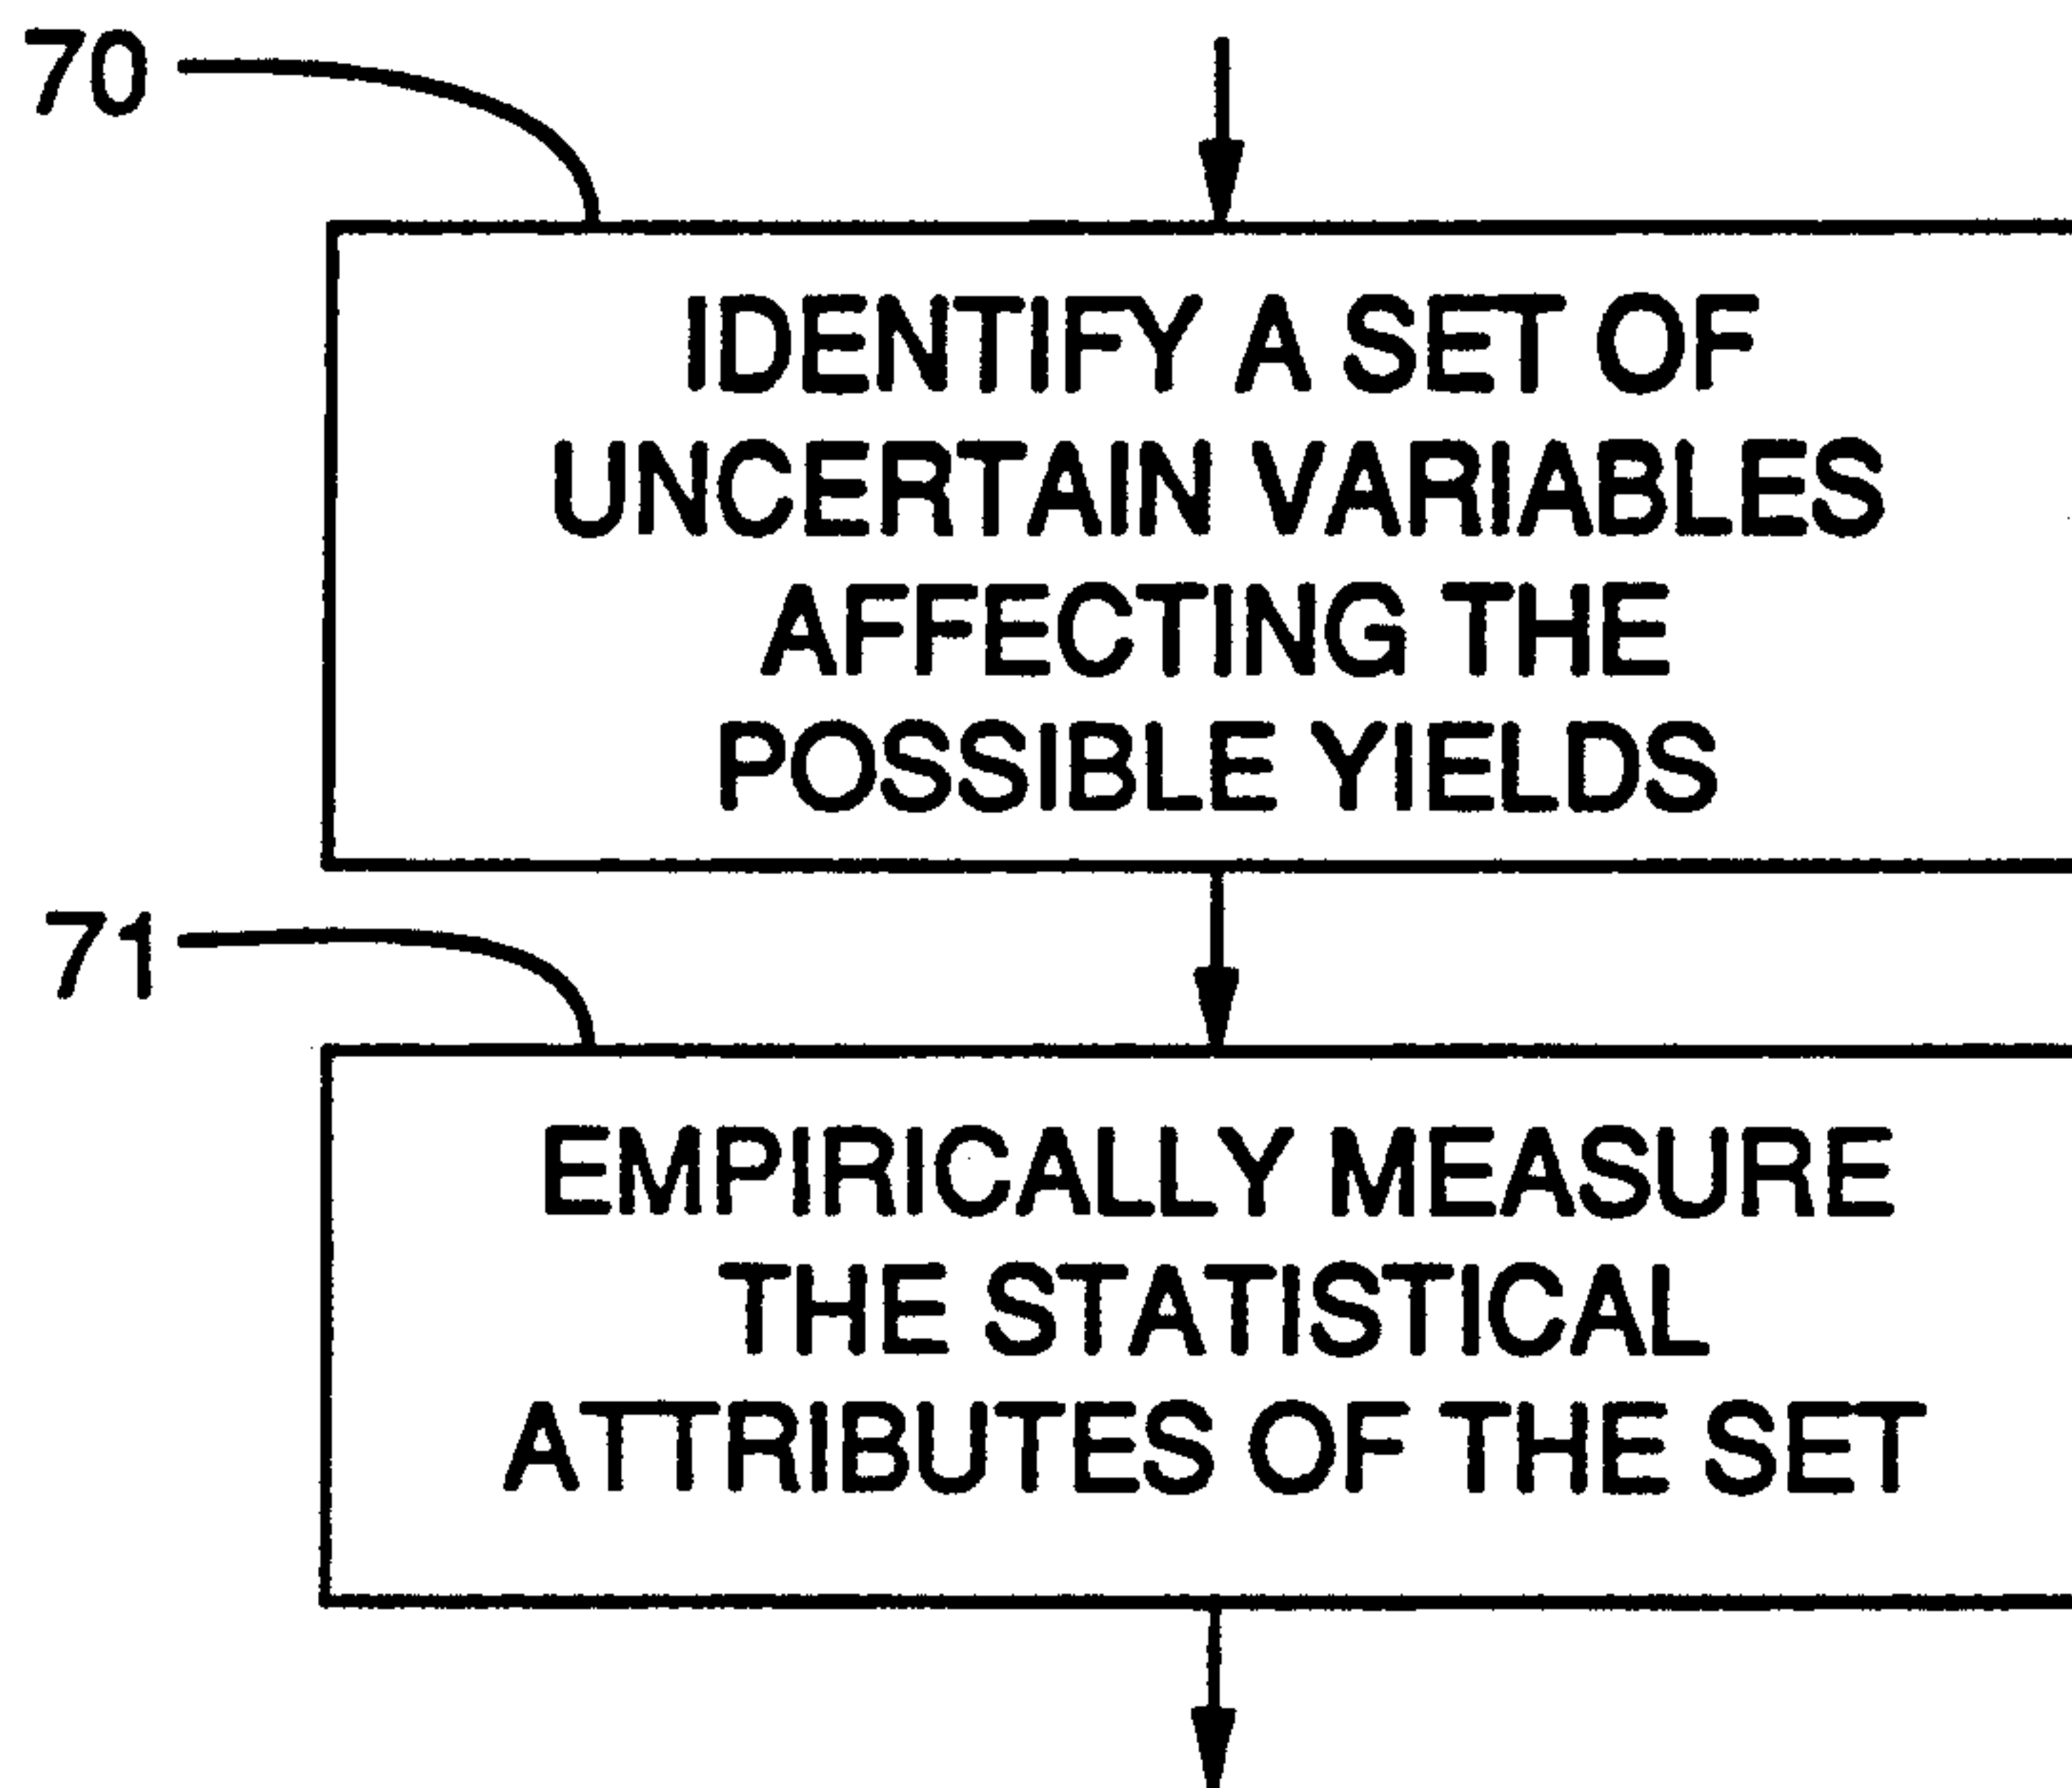 70
IDENTIFY A SET OF
UNCERTAIN VARIABLES
AFFECTING THE
POSSIBLE YIELDS
71
EMPIRICALLY MEASURE
THE STATISTICAL
ATTRIBUTES OF THE SET